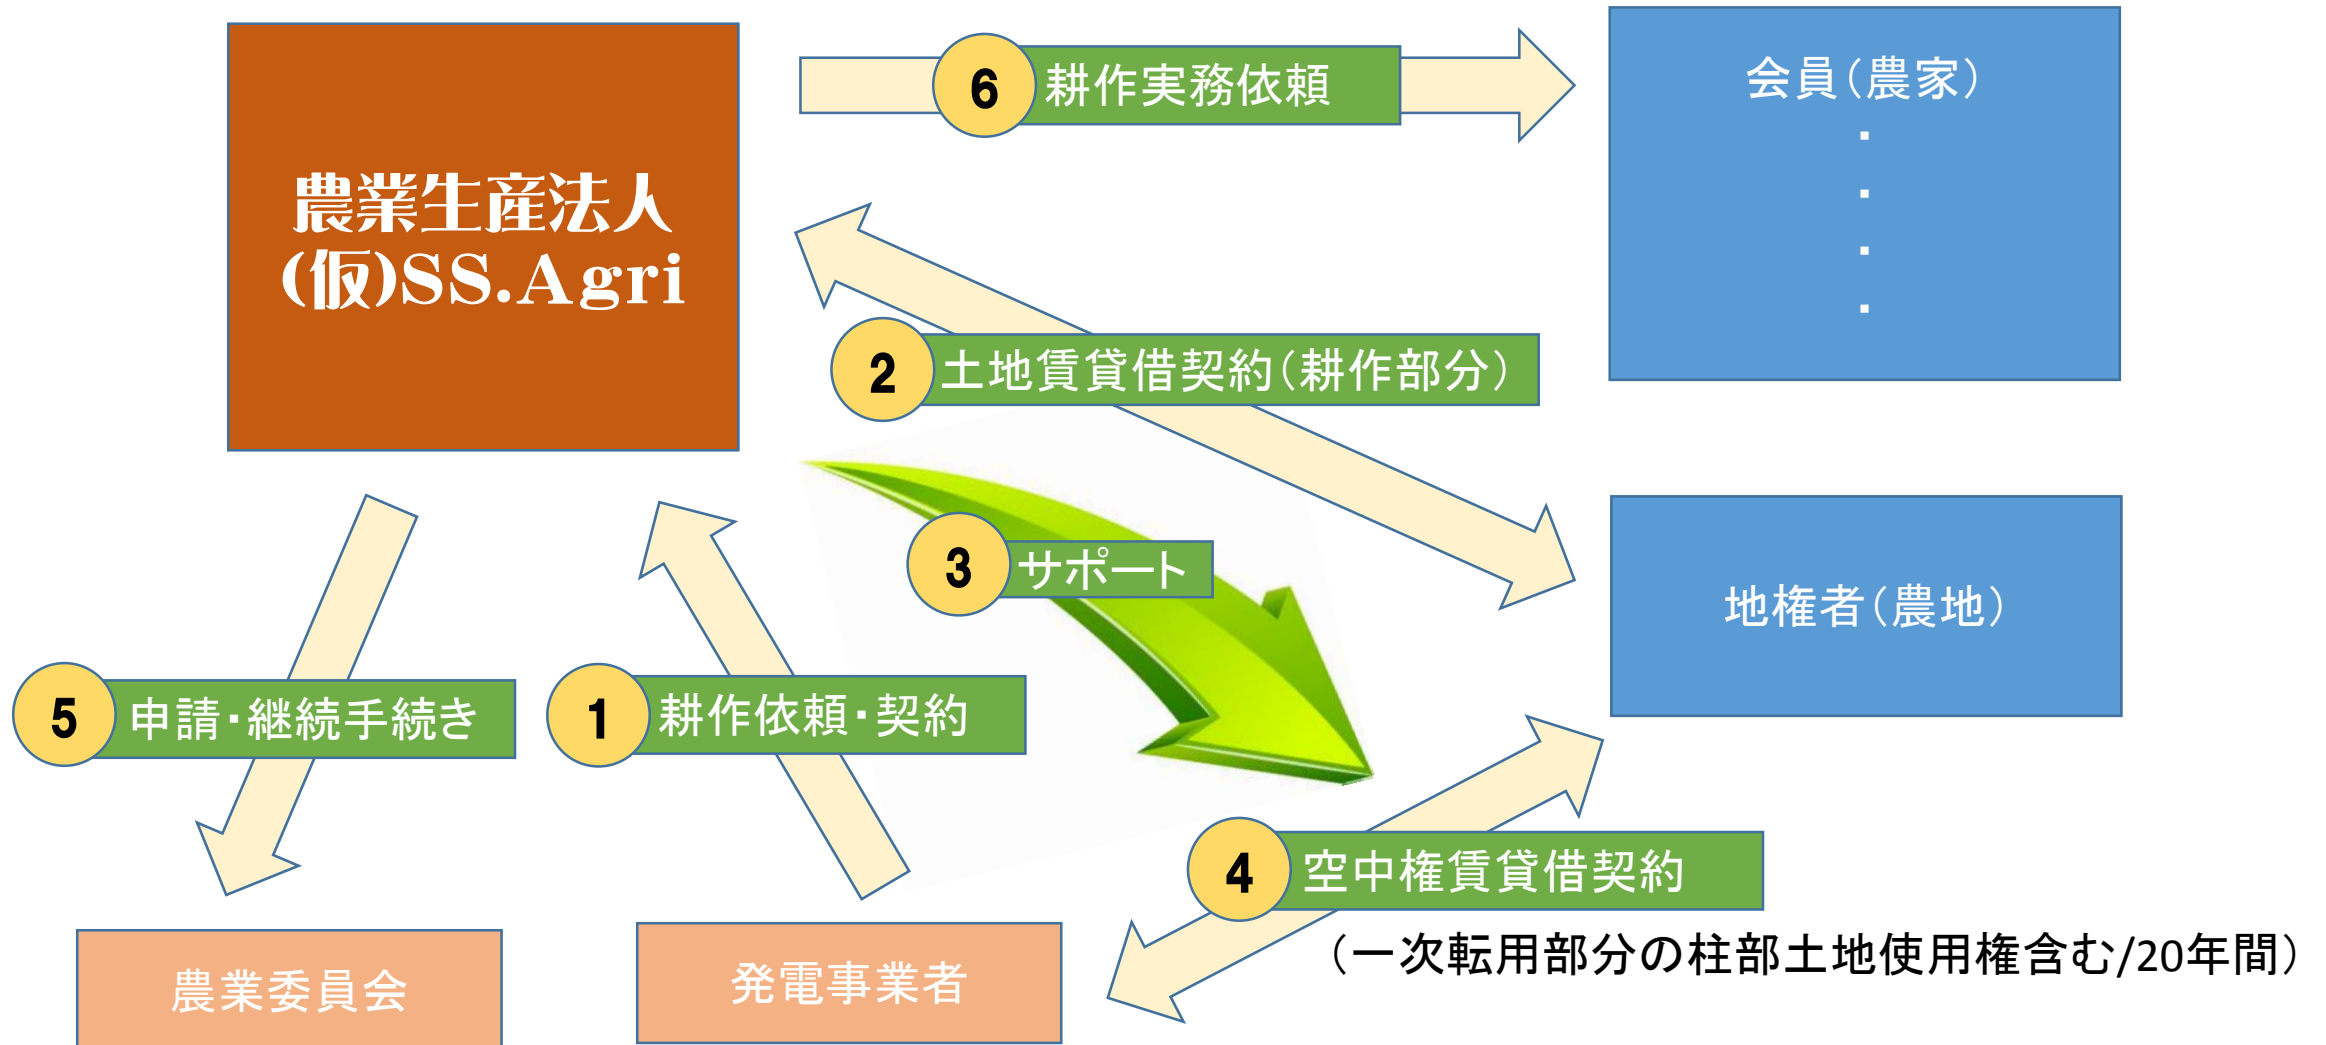 農業生産法人
(仮)SS.Agri
6 耕作実務依頼
会員(農家)
・
・
・
・
2 土地賃貸借契約(耕作部分)
3 サポート
地権者(農地)
5 申請・継続手続き
1 耕作依頼・契約
4 空中権賃貸借契約
(一次転用部分の柱部土地使用権含む/20年間)
農業委員会
発電事業者